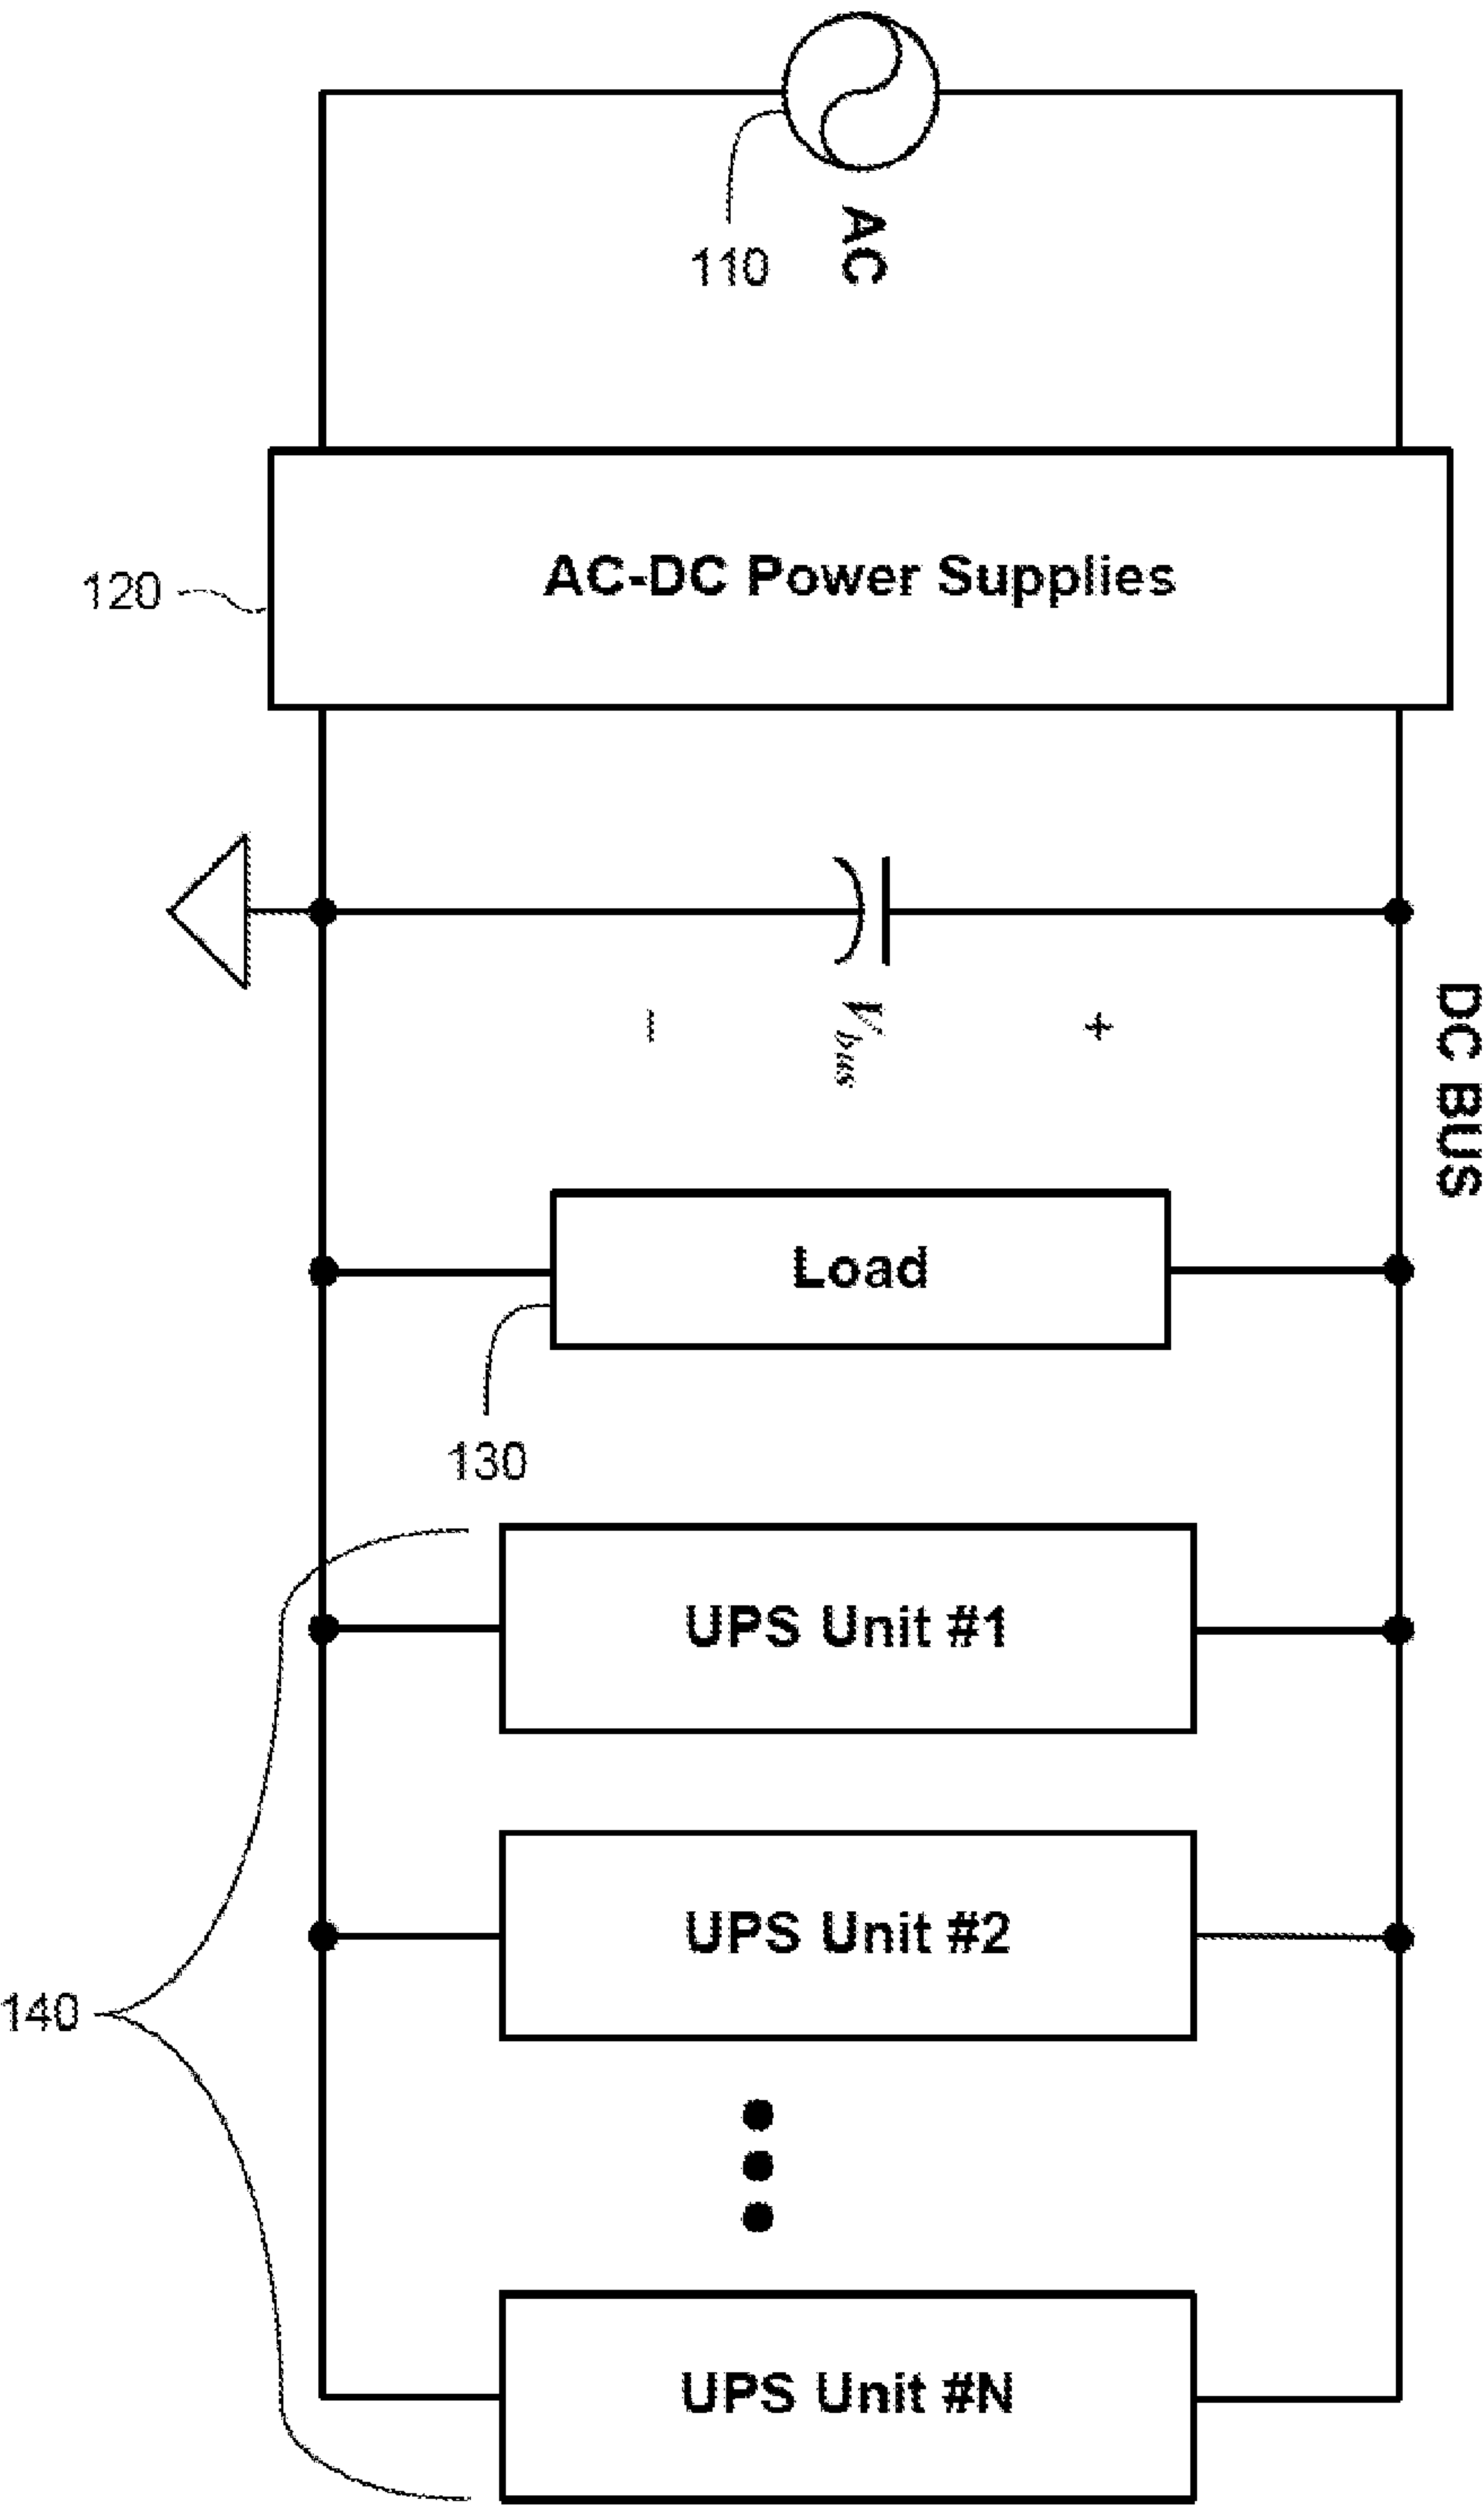 AC
110
AC-DC Power Supplies
120
DC BUS
− V bus +
Load
130
UPS Unit #1
UPS Unit #2
140
UPS Unit #N